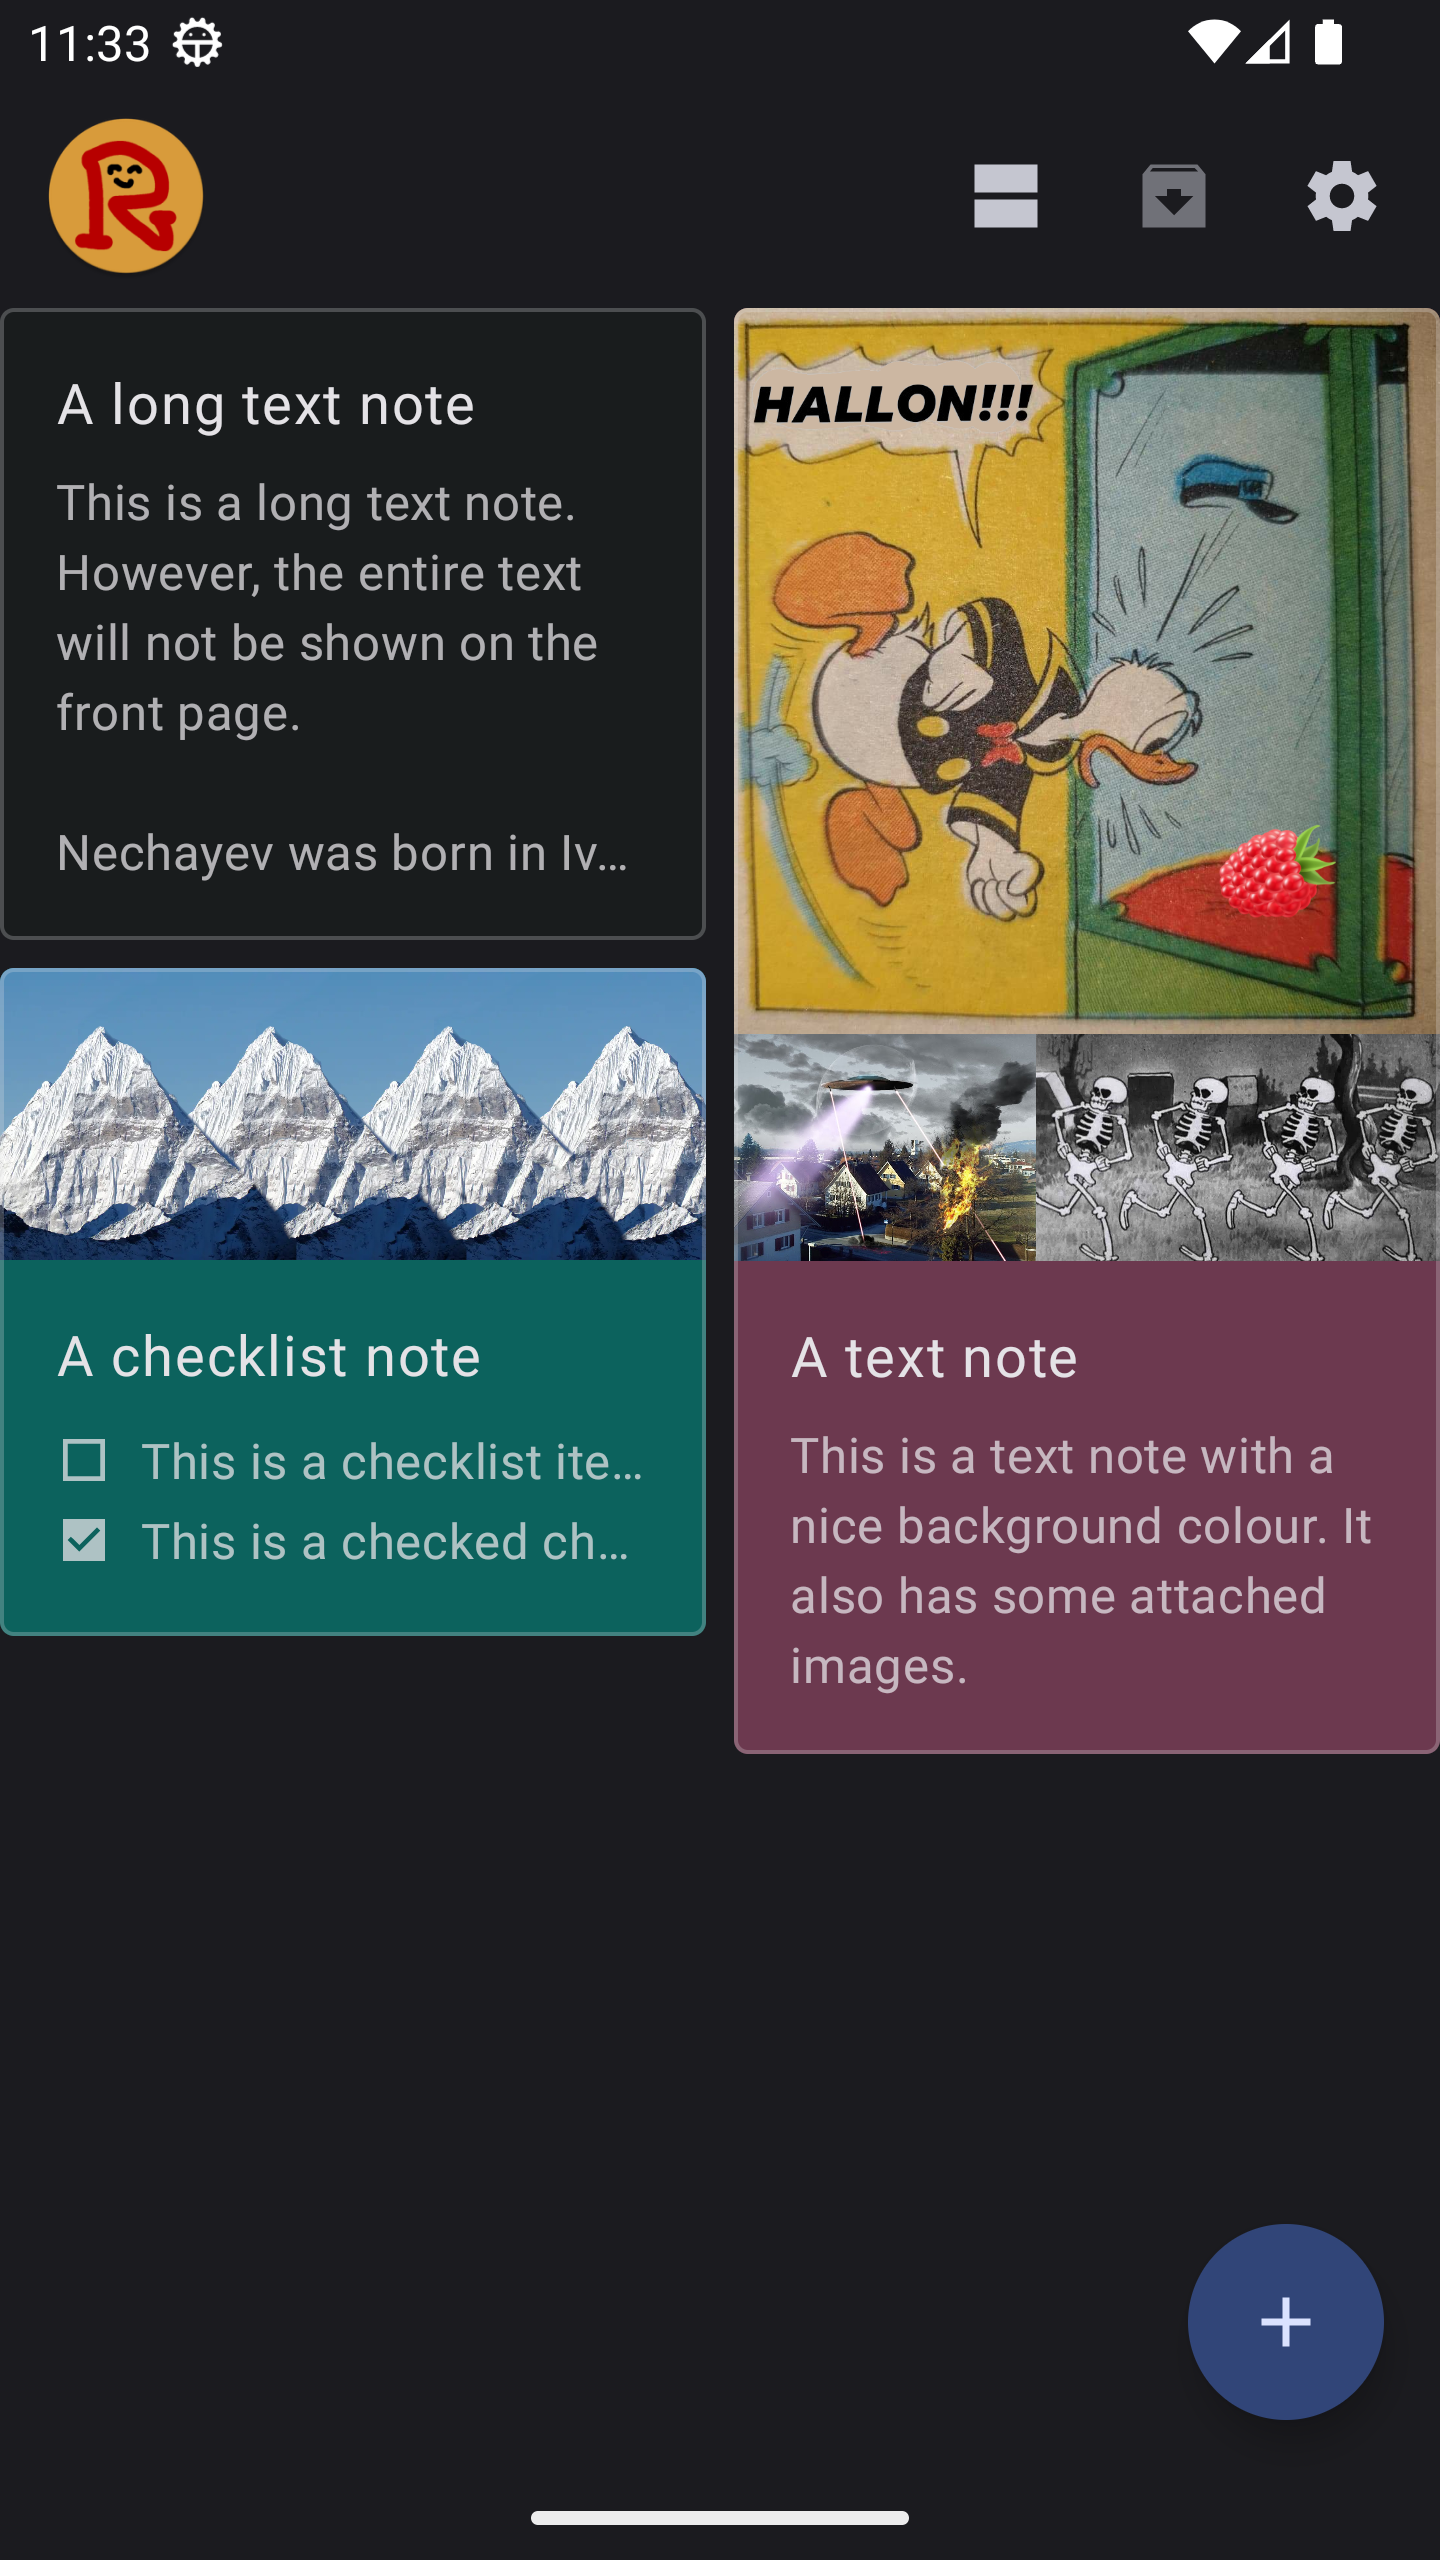 11:33
R
A long text note
This is a long text note.
However, the entire text
will not be shown on the
front page.
Nechayev was born in Iv...
HALLON!!!
A checklist note
This is a checklist ite...
This is a checked ch...
A text note
This is a text note with a
nice background colour. It
also has some attached
images.